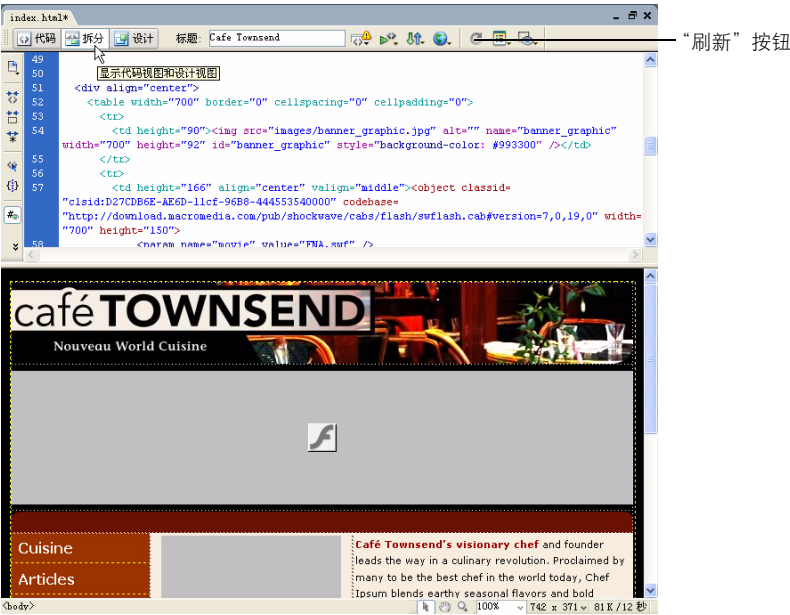 index.html*
代码 拆分 设计 标题: Cafe Townsend
“刷新”按钮
显示代码视图和设计视图
49
50
51 <div align="center">
52 <table width="700" border="0" cellspacing="0" cellpadding="0">
53 <tr>
54 <td height="90"><img src="images/banner_graphic.jpg" alt="" name="banner_graphic"
width="700" height="92" id="banner_graphic" style="background-color: #993300" /></td>
55 </tr>
56 <tr>
57 <td height="166" align="center" valign="middle"><object classid=
"clsid:D27CDB6E-AE6D-11cf-96B8-444553540000" codebase=
"http://download.macromedia.com/pub/shockwave/cabs/flash/swflash.cab#version=7,0,19,0" width=
"700" height="150">
58 <param name="movie" value="FNA.swf" />
café TOWNSEND
Nouveau World Cuisine
Cuisine
Articles
Café Townsend's visionary chef and founder
leads the way in a culinary revolution. Proclaimed by
many to be the best chef in the world today, Chef
Ipsum blends earthy seasonal flavors and bold
<body> 100% 742 x 371 81 K / 12 秒